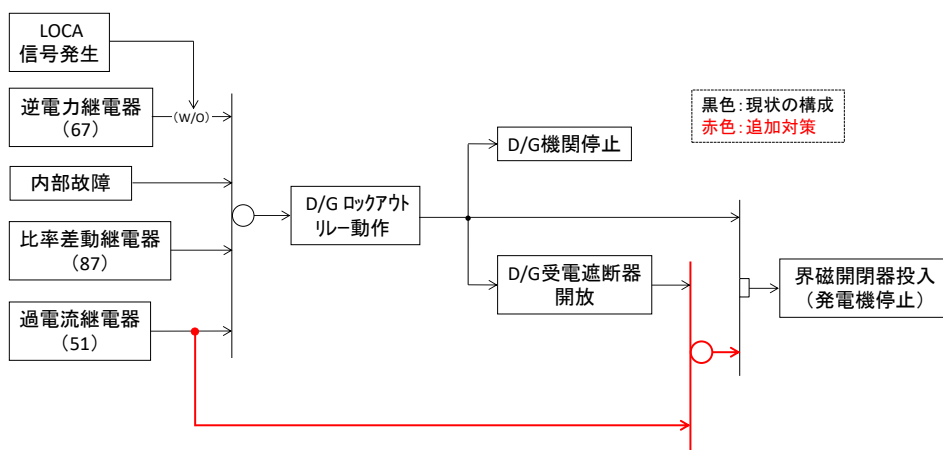 LOCA
信号発生
逆電力継電器
（67）
（W/O）
内部故障
比率差動継電器
（87）
過電流継電器
（51）
D/G ロックアウト
リレー動作
D/G機関停止
D/G受電遮断器
開放
界磁開閉器投入
（発電機停止）
黒色：現状の構成
赤色：追加対策